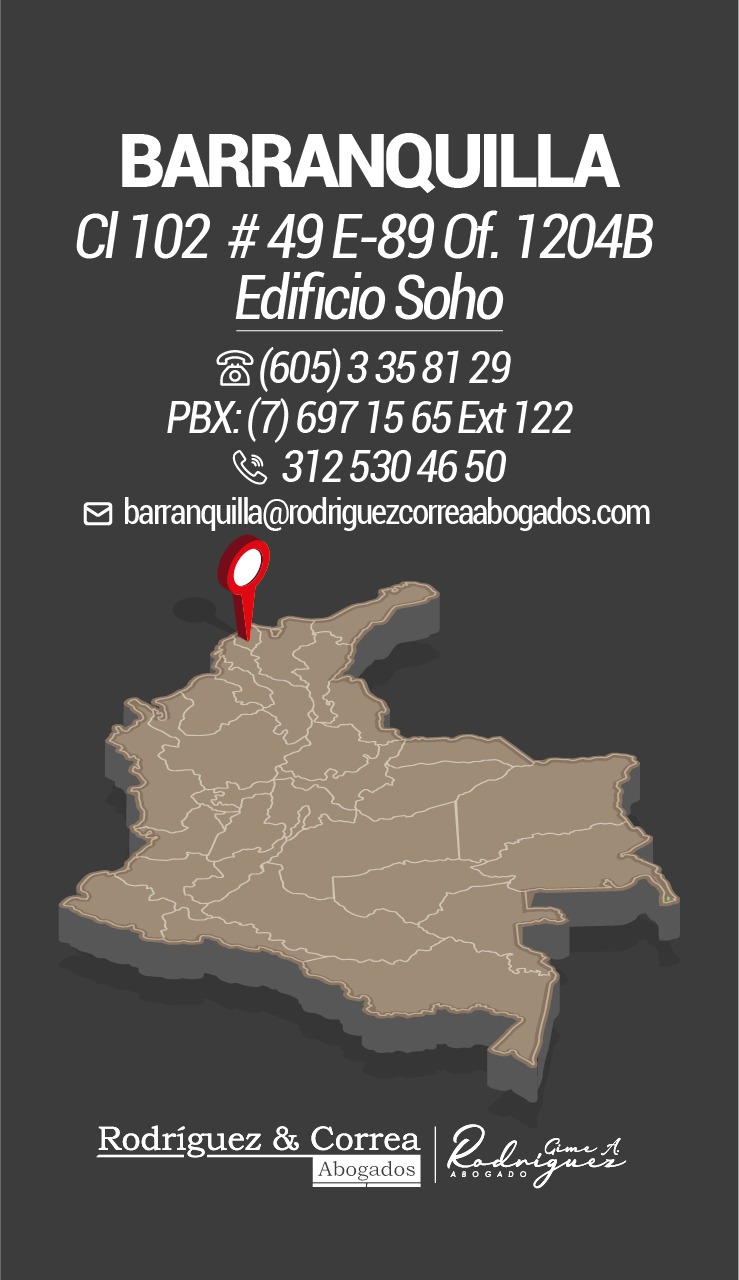 BARRANQUILLA
Cl 102 # 49 E-89 Of. 1204B
Edificio Soho
(605) 3 35 81 29
PBX: (7) 697 15 65 Ext 122
312 530 46 50
barranquilla@rodriguezcorreaabogados.com
Rodríguez & Correa
Abogados
Gime A.
Rodriguez
ABOGADO